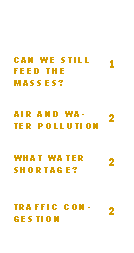 CAN WE STILL 1
FEED THE
MASSES?
AIR AND WA- 2
TER POLLUTION
WHAT WATER 2
SHORTAGE?
TRAFFIC CON- 2
GESTION